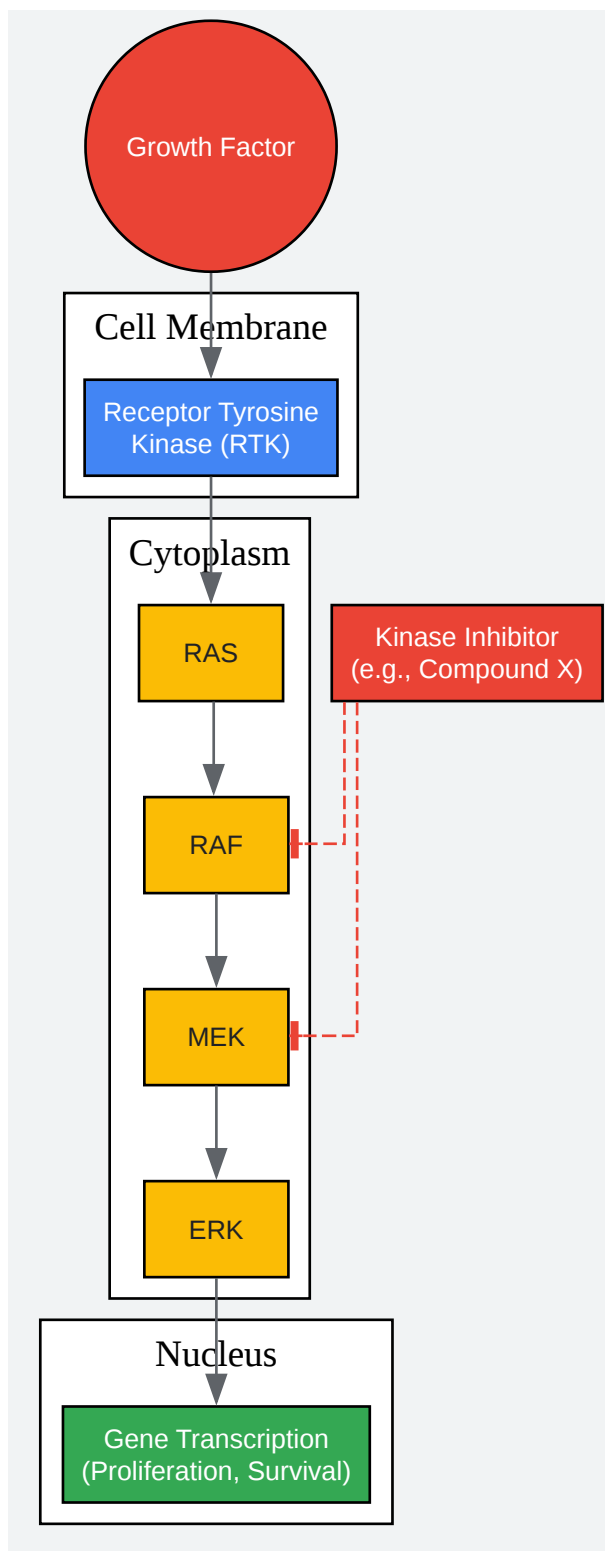 Growth Factor
Cell Membrane
Receptor Tyrosine
Kinase (RTK)
Cytoplasm
RAS
Kinase Inhibitor
(e.g., Compound X)
RAF
MEK
ERK
Nucleus
Gene Transcription
(Proliferation, Survival)